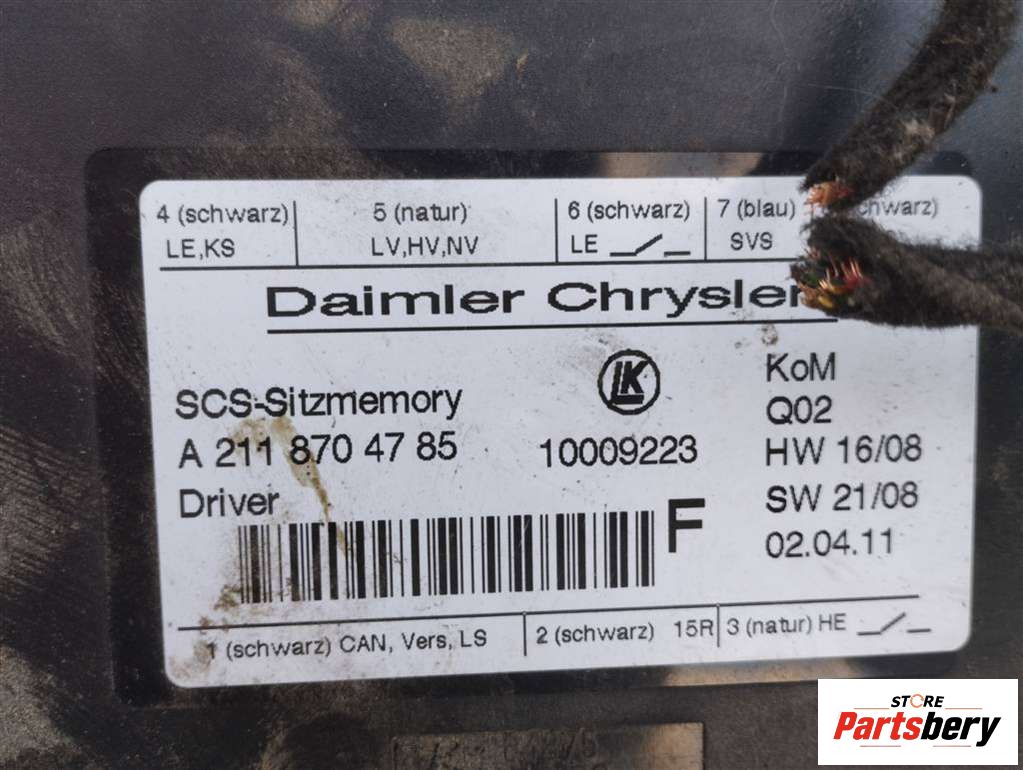 4 (schwarz) 5 (natur) 6 (schwarz) 7 (blau)
LE,KS LV,HV,NV LE SVS
Daimler Chrysler
SCS-Sitzmemory LK KoM
Q02
A 211 870 47 85 10009223 HW 16/08
Driver F SW 21/08
02.04.11
1 (schwarz) CAN, Vers, LS 2 (schwarz) 15R 3 (natur) HE
STORE
Partsbery